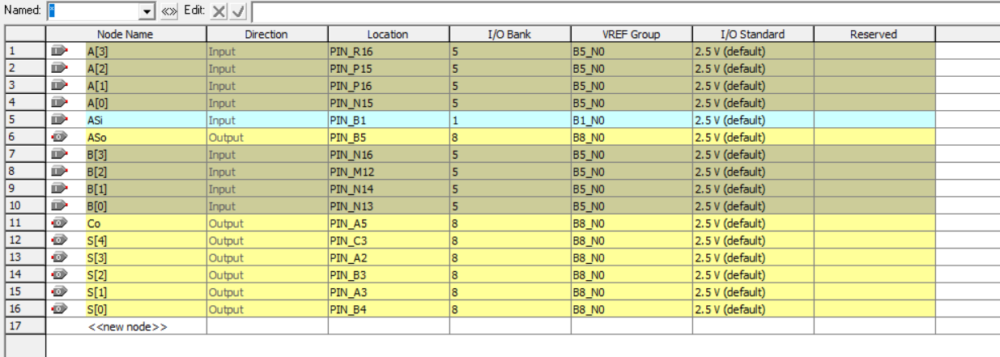 Named: * Edit:
Node Name Direction Location I/O Bank VREF Group I/O Standard Reserved
1 A[3] Input PIN_R16 5 B5_N0 2.5 V (default)
2 A[2] Input PIN_P15 5 B5_N0 2.5 V (default)
3 A[1] Input PIN_P16 5 B5_N0 2.5 V (default)
4 A[0] Input PIN_N15 5 B5_N0 2.5 V (default)
5 ASi Input PIN_B1 1 B1_N0 2.5 V (default)
6 ASo Output PIN_B5 8 B8_N0 2.5 V (default)
7 B[3] Input PIN_N16 5 B5_N0 2.5 V (default)
8 B[2] Input PIN_M12 5 B5_N0 2.5 V (default)
9 B[1] Input PIN_N14 5 B5_N0 2.5 V (default)
10 B[0] Input PIN_N13 5 B5_N0 2.5 V (default)
11 Co Output PIN_A5 8 B8_N0 2.5 V (default)
12 S[4] Output PIN_C3 8 B8_N0 2.5 V (default)
13 S[3] Output PIN_A2 8 B8_N0 2.5 V (default)
14 S[2] Output PIN_B3 8 B8_N0 2.5 V (default)
15 S[1] Output PIN_A3 8 B8_N0 2.5 V (default)
16 S[0] Output PIN_B4 8 B8_N0 2.5 V (default)
17 <<new node>>